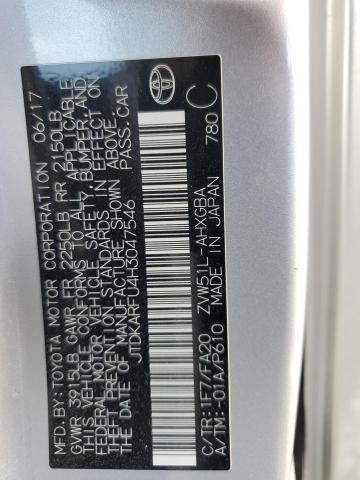 MFD.BY:TOYOTA MOTOR CORPORATION 06/17
GVWR 3915LB GAWR FR 2250LB RR 2150LB
THIS VEHICLE CONFORMS TO ALL APPLICABLE
FEDERAL MOTOR VEHICLE SAFETY, BUMPER, AND
THEFT PREVENTION STANDARDS IN EFFECT ON
THE DATE OF MANUFACTURE SHOWN ABOVE.
JTDKARFU4H3047546 PASS.CAR
C/TR:1F7/FA20 ZVW51L-AHXGBA
A/TM:-01A/P610 MADE IN JAPAN 780 C